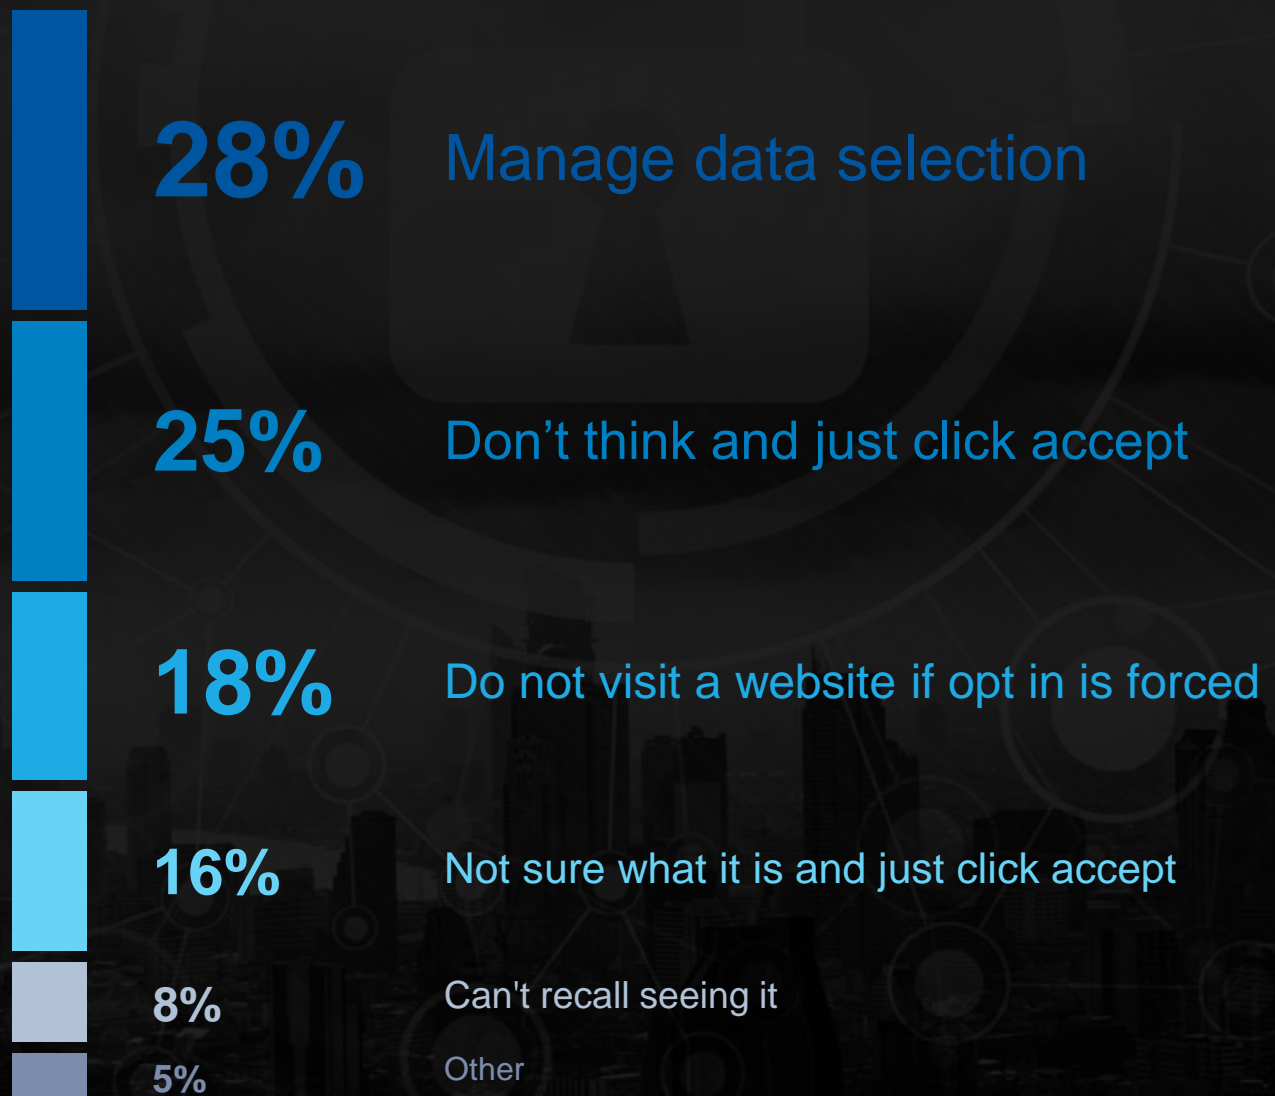 28% Manage data selection
25% Don’t think and just click accept
18% Do not visit a website if opt in is forced
16% Not sure what it is and just click accept
8% Can't recall seeing it
5% Other